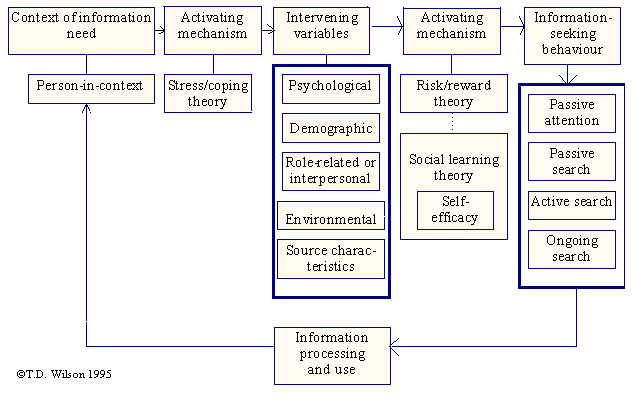 Context of information
need
Activating
mechanism
Intervening
variables
Activating
mechanism
Information-
seeking
behaviour
Person-in-context
Stress/coping
theory
Psychological
Demographic
Role-related or
interpersonal
Environmental
Source charac-
teristics
Risk/reward
theory
Social learning
theory
Self-
efficacy
Passive
attention
Passive
search
Active search
Ongoing
search
Information
processing
and use
©T.D. Wilson 1995